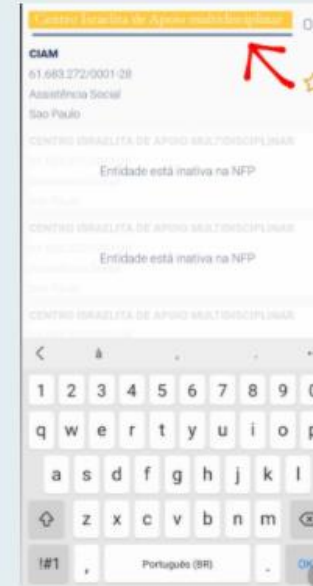 Centro Israelita de Apoio multidisciplinar
CIAM
61.683.272/0001-28
Assistência Social
Sao Paulo
CENTRO ISRAELITA DE APOIO MULTIDISCIPLINAR
Entidade está inativa na NFP
CENTRO ISRAELITA DE APOIO MULTIDISCIPLINAR
Entidade está inativa na NFP
CENTRO ISRAELITA DE APOIO MULTIDISCIPLINAR
á , .
1 2 3 4 5 6 7 8 9 0
q w e r t y u i o p
a s d f g h j k l
z x c v b n m
!#1 , Português (BR) . OK